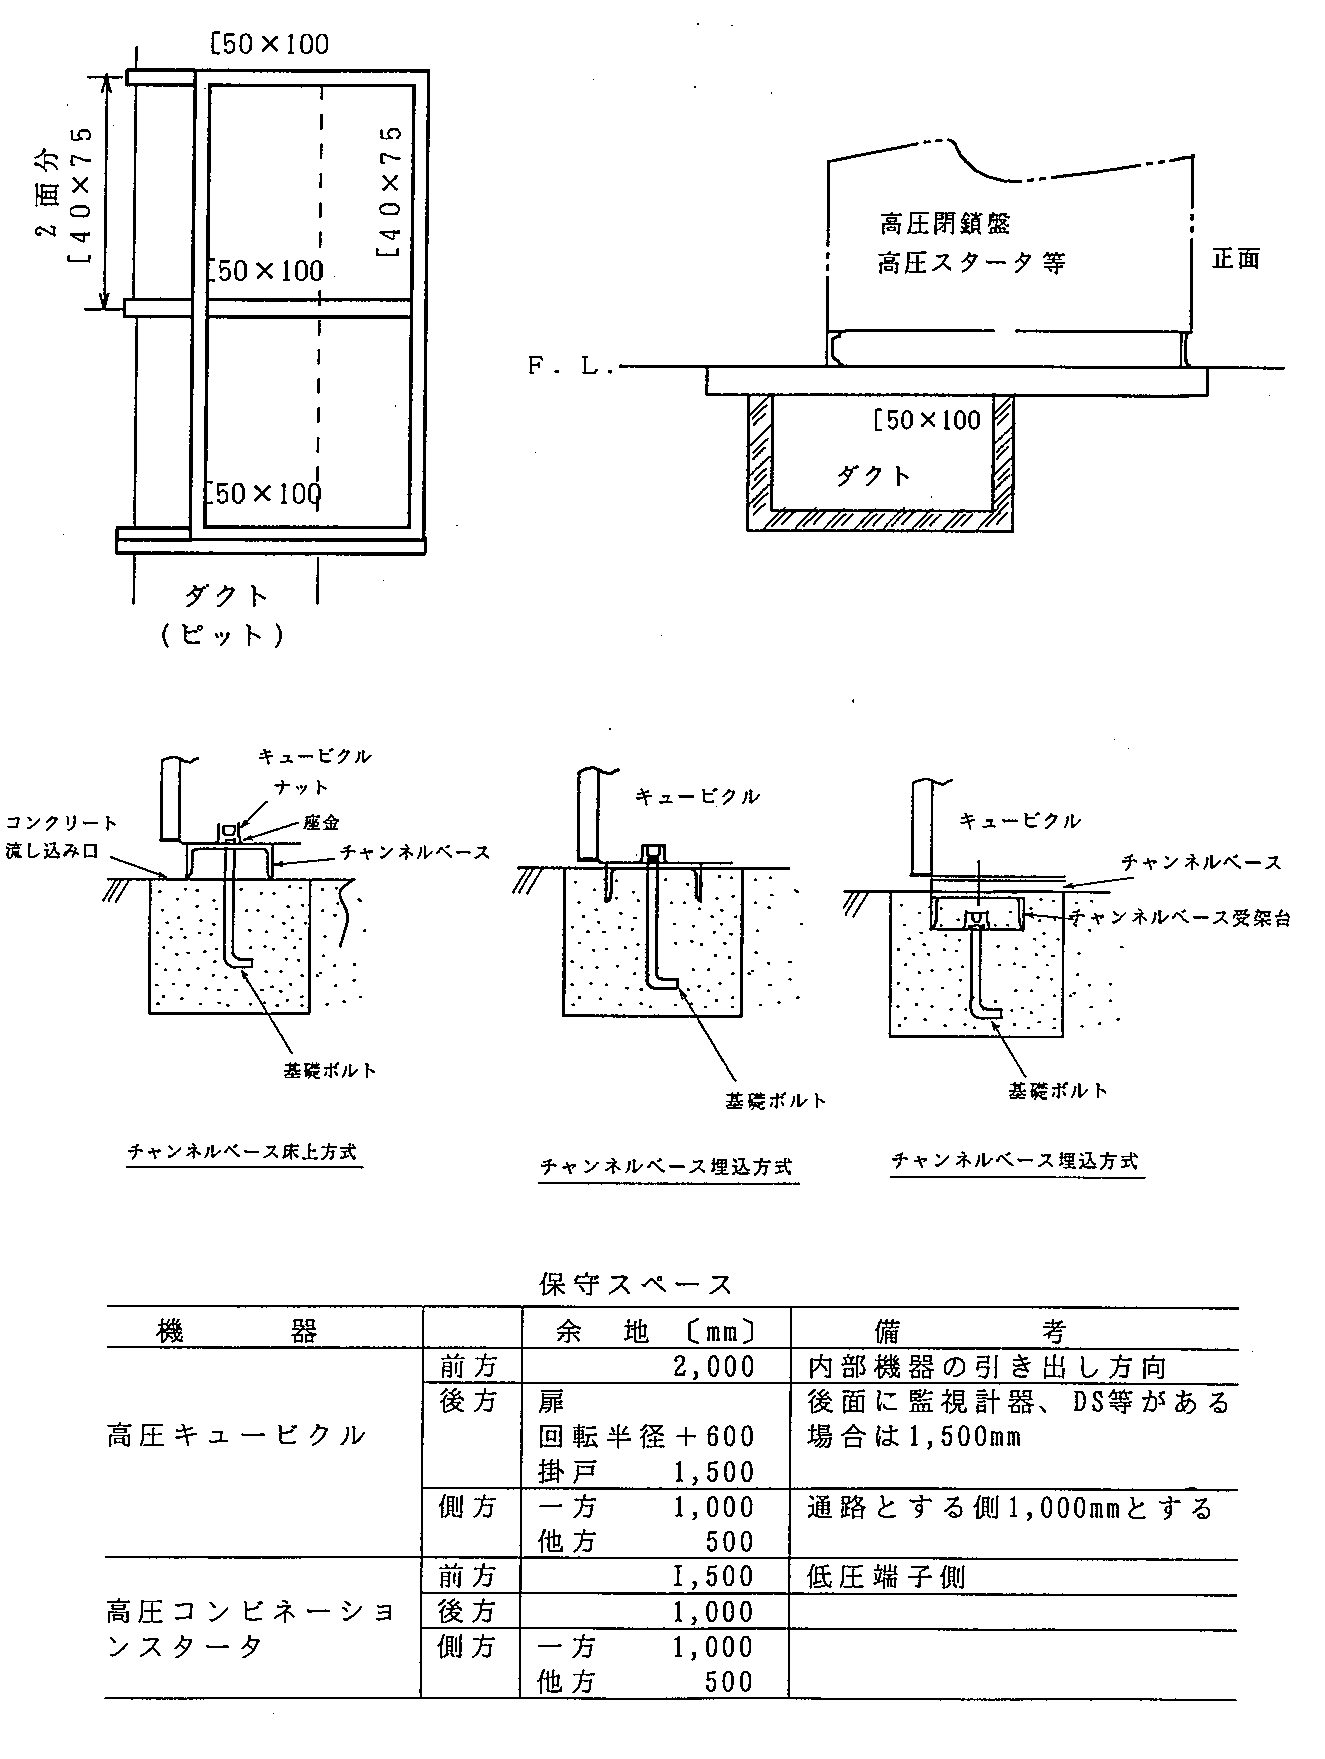 [50×100
2面分
[40×75
[40×75
[50×100
[50×100
ダクト
(ピット)
高圧閉鎖盤
高圧スタータ等
正面
F.L.
[50×100
ダクト
キュービクル
ナット
座金
コンクリート
流し込み口
チャンネルベース
基礎ボルト
チャンネルベース床上方式
キュービクル
基礎ボルト
チャンネルベース埋込方式
キュービクル
チャンネルベース
チャンネルベース受架台
基礎ボルト
チャンネルベース埋込方式
保守スペース
機器 余地〔mm〕 備考
前方 2,000 内部機器の引き出し方向
後方 扉 後面に監視計器、DS等がある
高圧キュービクル 回転半径+600 場合は1,500mm
掛戸 1,500
側方 一方 1,000 通路とする側1,000mmとする
他方 500
前方 1,500 低圧端子側
高圧コンビネーショ 後方 1,000
ンスタータ 側方 一方 1,000
他方 500